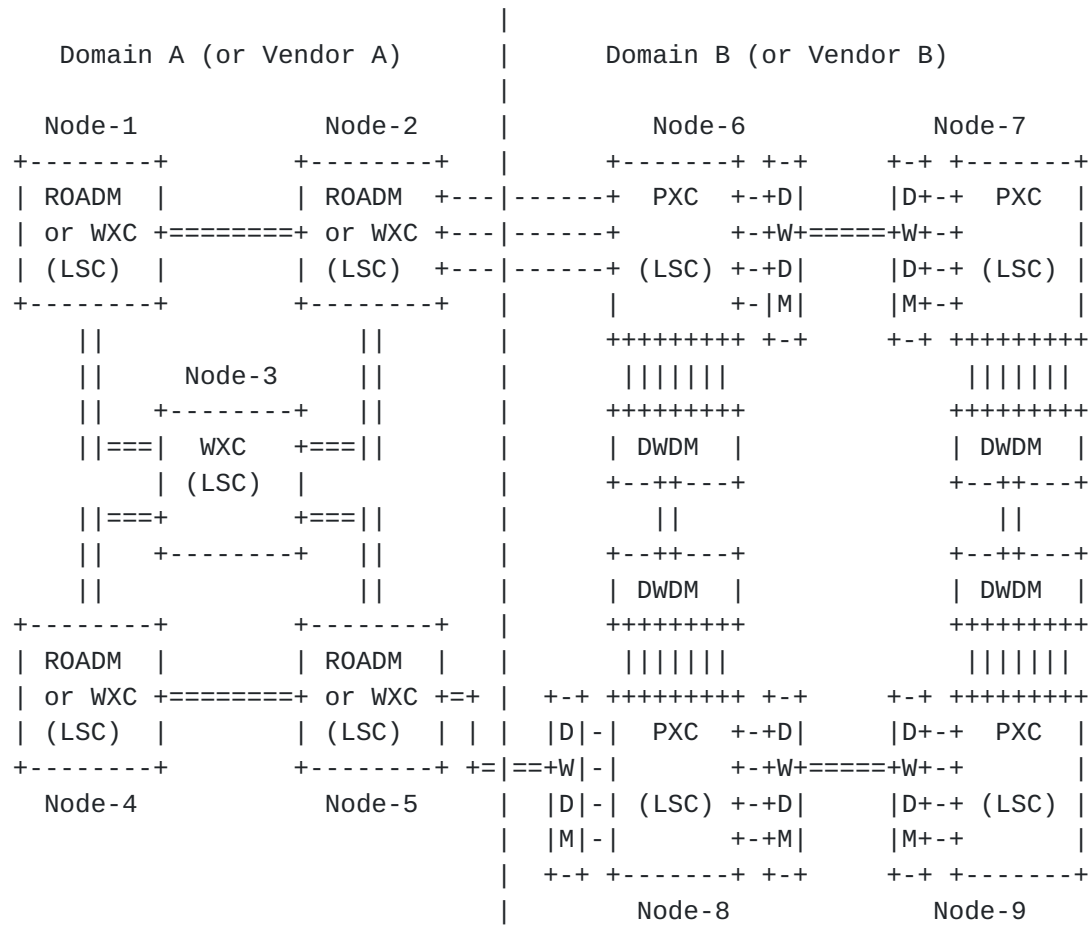 |
   Domain A (or Vendor A)       |      Domain B (or Vendor B)
                                |
  Node-1            Node-2      |         Node-6            Node-7
+--------+        +--------+    |      +-------+ +-+     +-+ +-------+
| ROADM  |        | ROADM  +---|------+  PXC  +-+D|     |D+-+  PXC  |
| or WXC +========+ or WXC +---|------+       +-+W+=====+W+-+       |
| (LSC)  |        | (LSC)  +---|------+ (LSC) +-+D|     |D+-+ (LSC) |
+--------+        +--------+    |      |       +-|M|     |M+-+       |
    ||                ||        |      +++++++++ +-+     +-+ +++++++++
    ||     Node-3     ||        |       |||||||               |||||||
    ||   +--------+   ||        |      +++++++++             +++++++++
    ||===|  WXC   +===||        |      | DWDM  |             | DWDM  |
         | (LSC)  |             |      +--++---+             +--++---+
    ||===+        +===||        |         ||                    ||
    ||   +--------+   ||        |      +--++---+             +--++---+
    ||                ||        |      | DWDM  |             | DWDM  |
+--------+        +--------+    |      +++++++++             +++++++++
| ROADM  |        | ROADM  |    |       |||||||               |||||||
| or WXC +========+ or WXC +=+  |  +-+ +++++++++ +-+     +-+ +++++++++
| (LSC)  |        | (LSC)  | |  |  |D|-|  PXC  +-+D|     |D+-+  PXC  |
+--------+        +--------+ +=|==+W|-|       +-+W+=====+W+-+       |
  Node-4            Node-5      |  |D|-| (LSC) +-+D|     |D+-+ (LSC) |
                                |  |M|-|       +-+M|     |M+-+       |
                                |  +-+ +-------+ +-+     +-+ +-------+
                                |        Node-8             Node-9